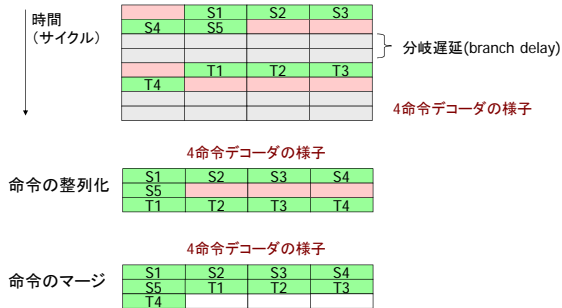 時間
(サイクル)
S1 S2 S3
S4 S5
分岐遅延(branch delay)
T1 T2 T3
T4
4命令デコーダの様子
4命令デコーダの様子
命令の整列化
S1 S2 S3 S4
S5
T1 T2 T3 T4
4命令デコーダの様子
命令のマージ
S1 S2 S3 S4
S5 T1 T2 T3
T4